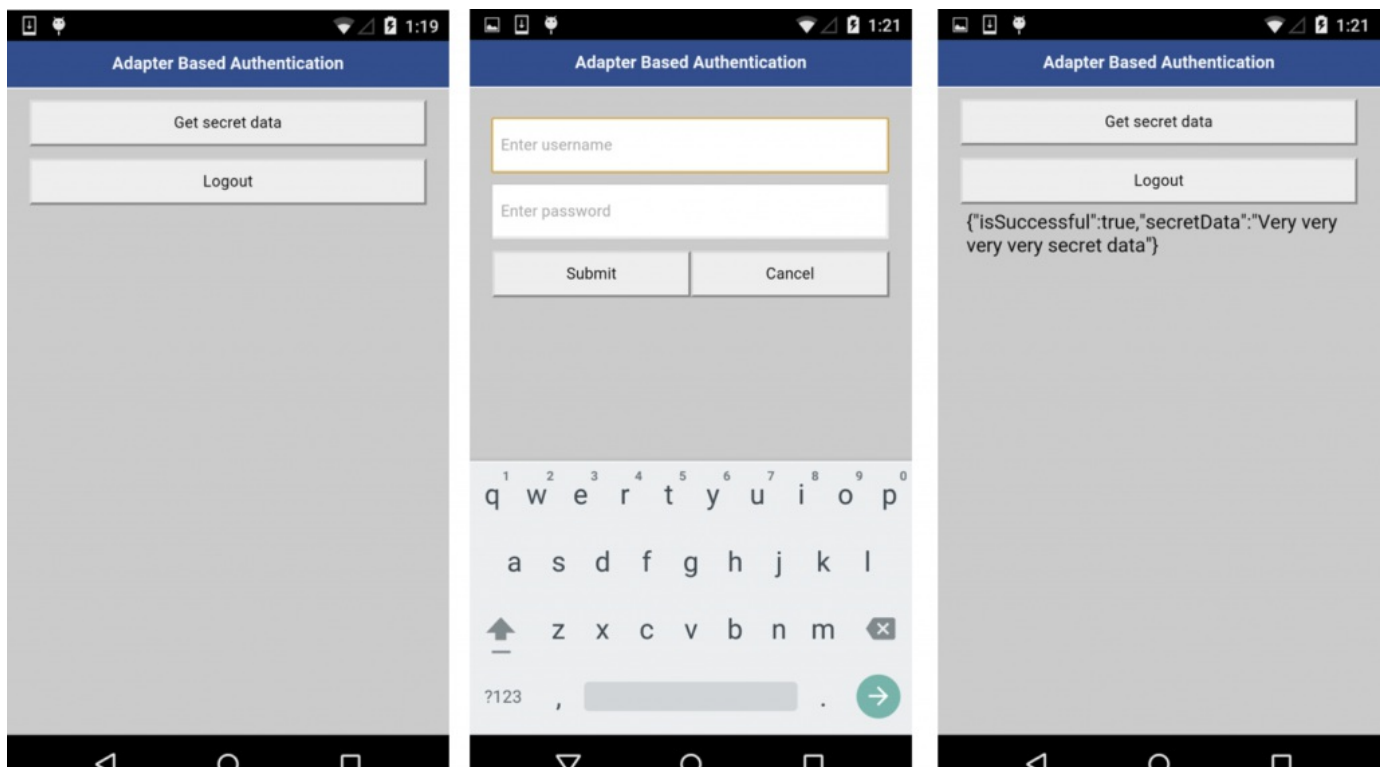 1:19
Adapter Based Authentication
Get secret data
Logout
1:21
Adapter Based Authentication
Enter username
Enter password
Submit
Cancel
1 2 3 4 5 6 7 8 9 0
q w e r t y u i o p
a s d f g h j k l
z x c v b n m
?123 , .
1:21
Adapter Based Authentication
Get secret data
Logout
{"isSuccessful":true,"secretData":"Very very
very very secret data"}